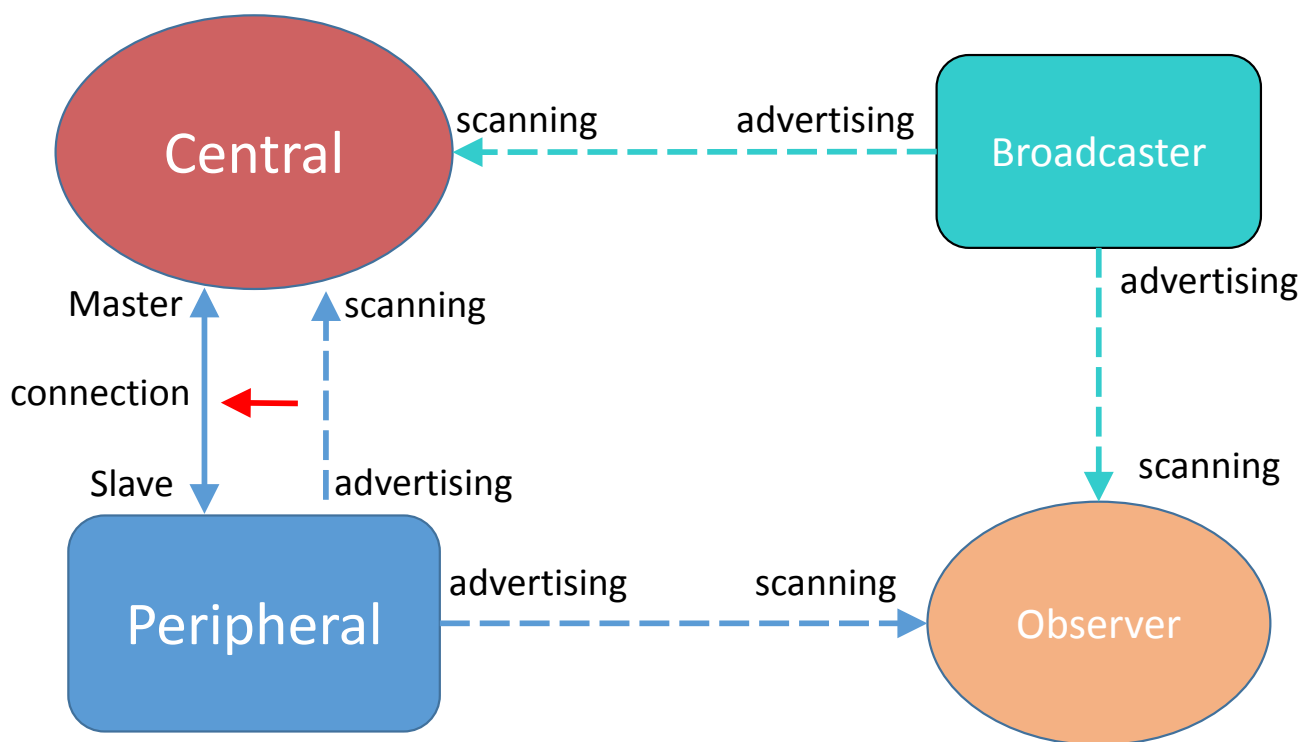 Central
scanning
advertising
Broadcaster
Master
scanning
advertising
connection
Slave
advertising
scanning
Peripheral
advertising
scanning
Observer